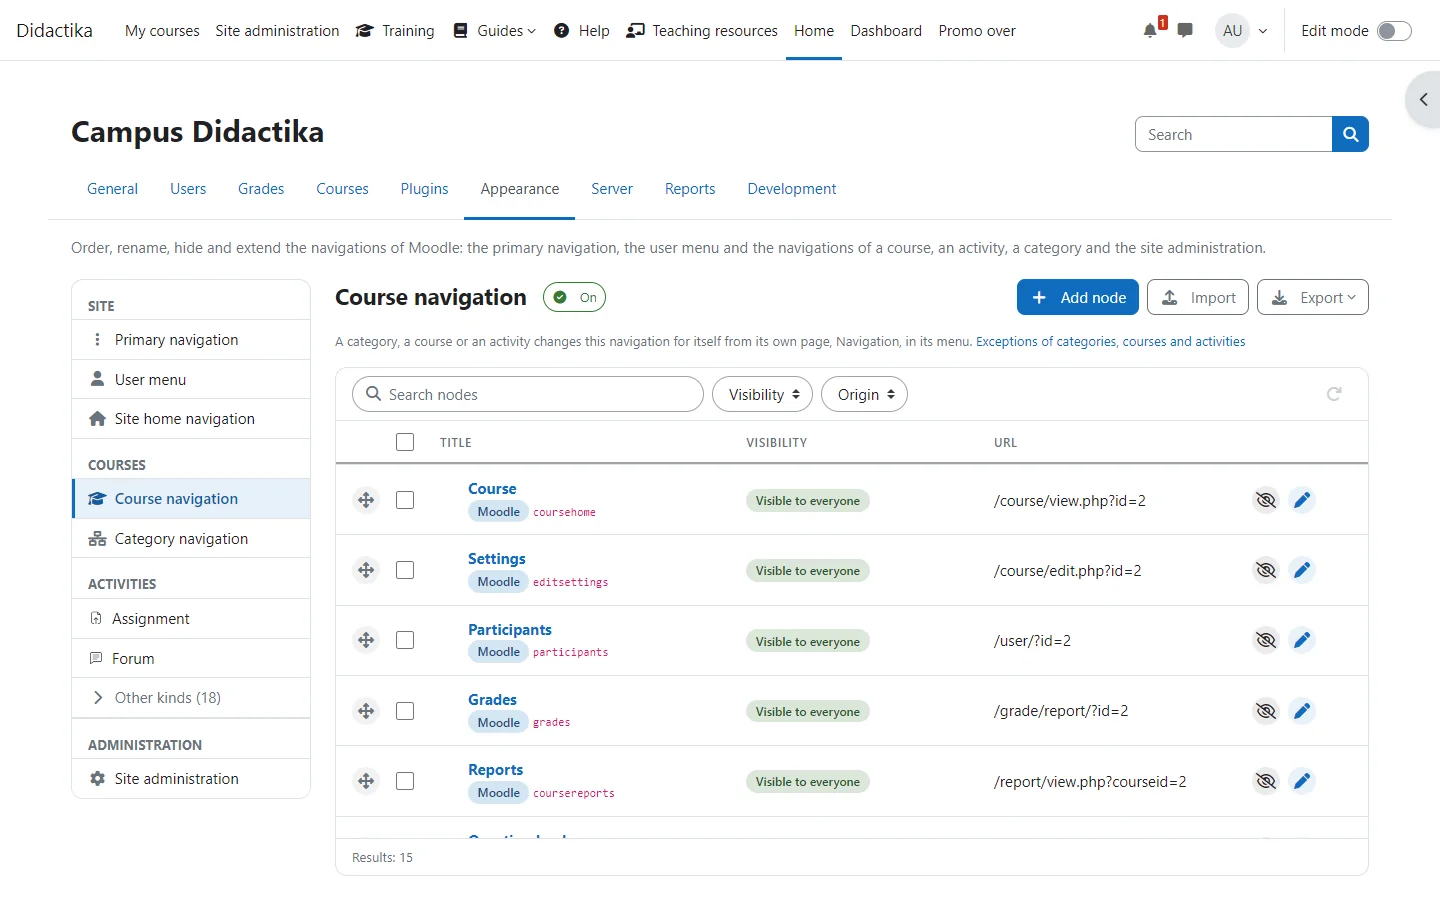 Didactika
My courses
Site administration
Training
Guides
Help
Teaching resources
Home
Dashboard
Promo over
1
AU
Edit mode
Campus Didactika
Search
General
Users
Grades
Courses
Plugins
Appearance
Server
Reports
Development
Order, rename, hide and extend the navigations of Moodle: the primary navigation, the user menu and the navigations of a course, an activity, a category and the site administration.
SITE
Primary navigation
User menu
Site home navigation
COURSES
Course navigation
Category navigation
ACTIVITIES
Assignment
Forum
Other kinds (18)
ADMINISTRATION
Site administration
Course navigation
On
Add node
Import
Export
A category, a course or an activity changes this navigation for itself from its own page, Navigation, in its menu. Exceptions of categories, courses and activities
Search nodes
Visibility
Origin
TITLE
VISIBILITY
URL
Course
Moodle coursehome
Visible to everyone
/course/view.php?id=2
Settings
Moodle editsettings
Visible to everyone
/course/edit.php?id=2
Participants
Moodle participants
Visible to everyone
/user/?id=2
Grades
Moodle grades
Visible to everyone
/grade/report/?id=2
Reports
Moodle coursereports
Visible to everyone
/report/view.php?courseid=2
Results: 15